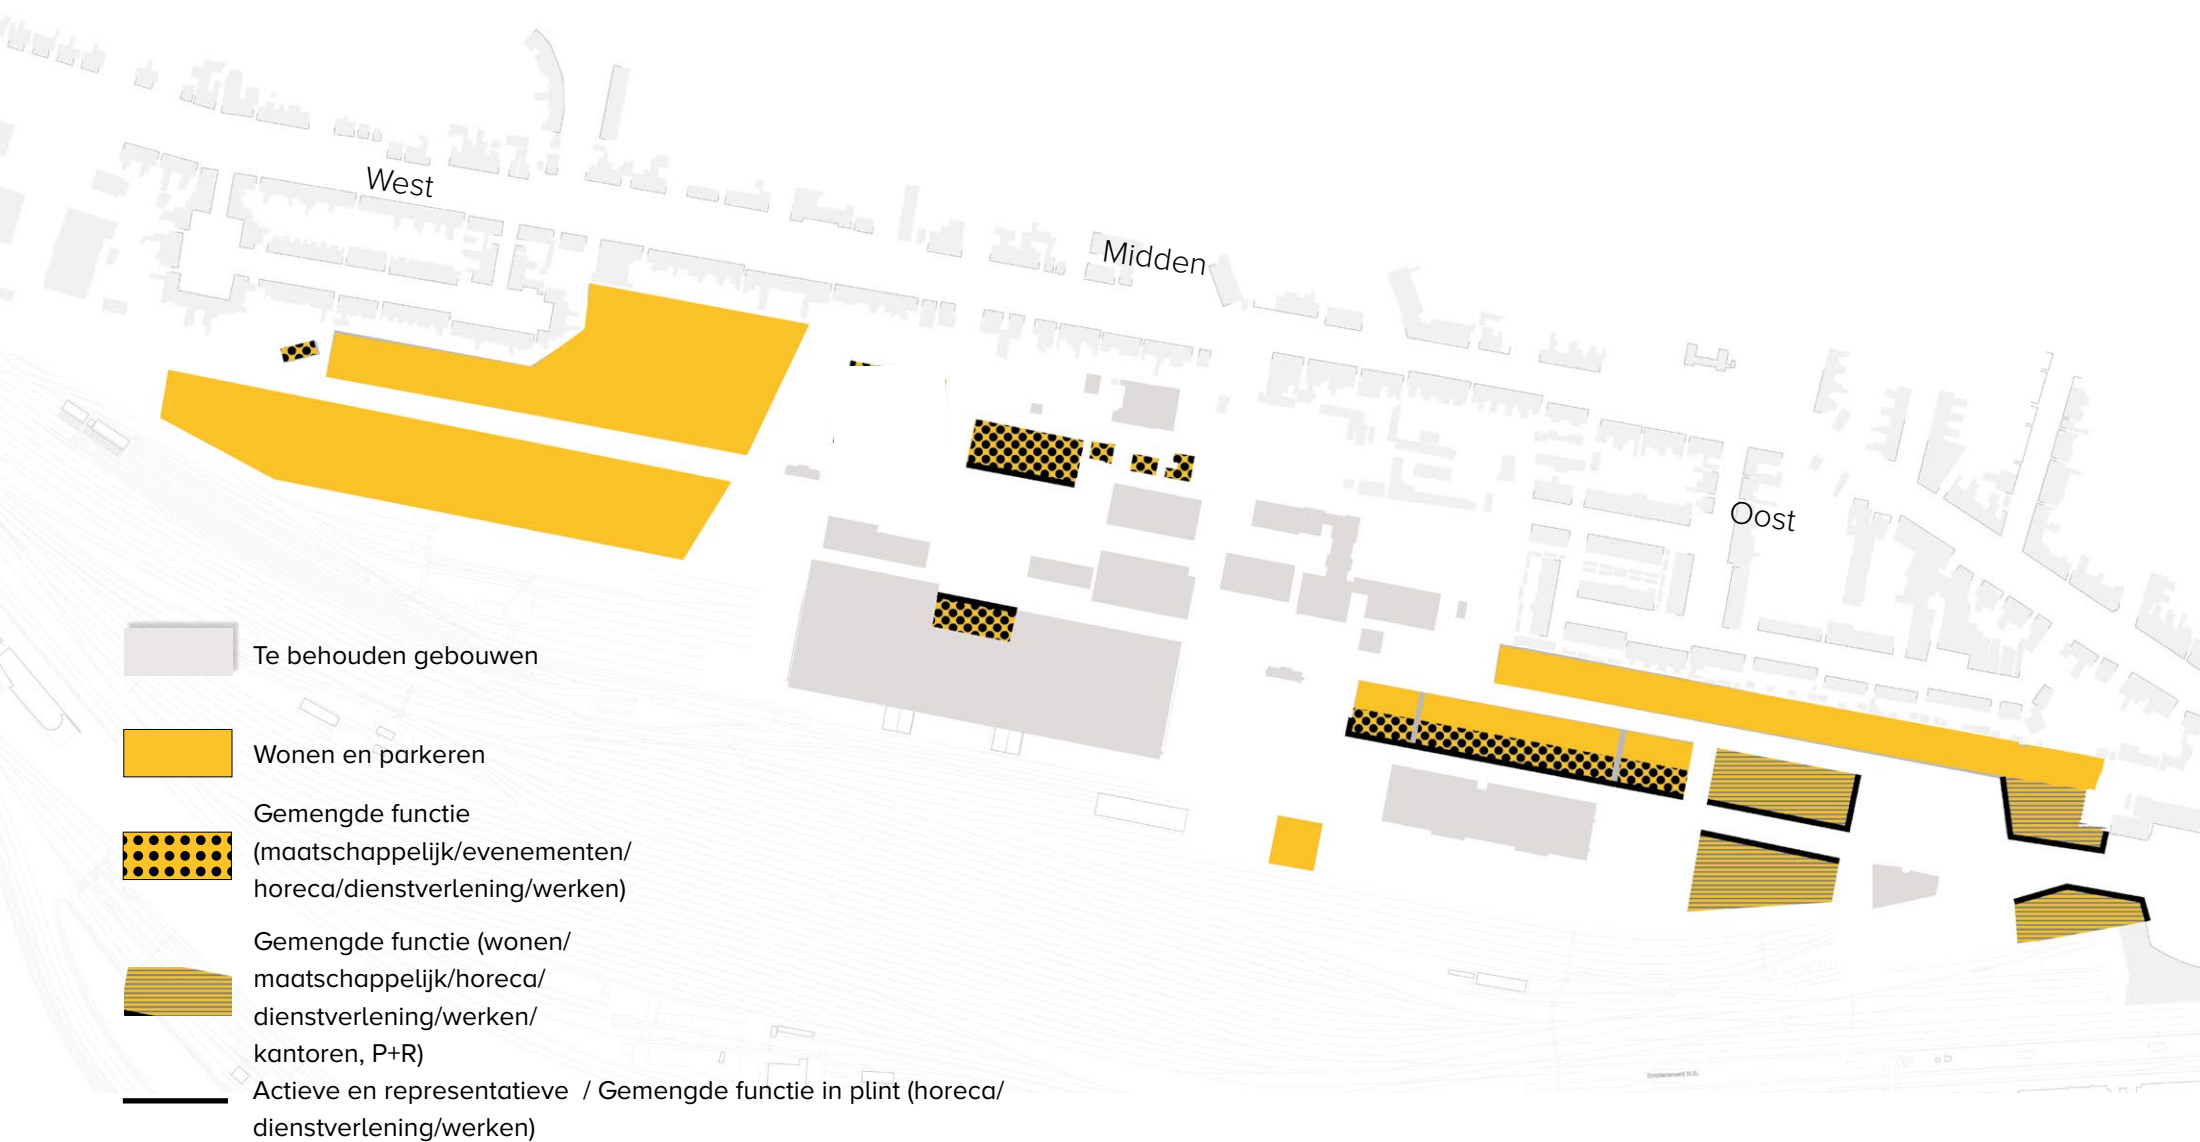 West
Midden
Oost
Te behouden gebouwen
Wonen en parkeren
Gemengde functie
(maatschappelijk/evenementen/
horeca/dienstverlening/werken)
Gemengde functie (wonen/
maatschappelijk/horeca/
dienstverlening/werken/
kantoren, P+R)
Actieve en representatieve / Gemengde functie in plint (horeca/
dienstverlening/werken)
Emplacement N.S.